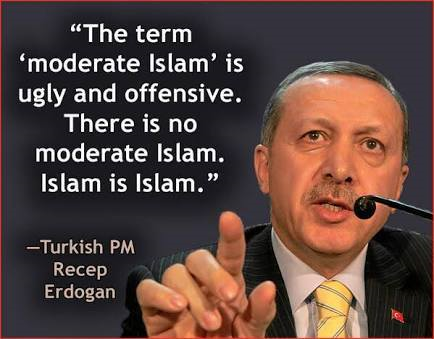 “The term
‘moderate Islam’ is
ugly and offensive.
There is no
moderate Islam.
Islam is Islam.”
—Turkish PM
Recep
Erdogan